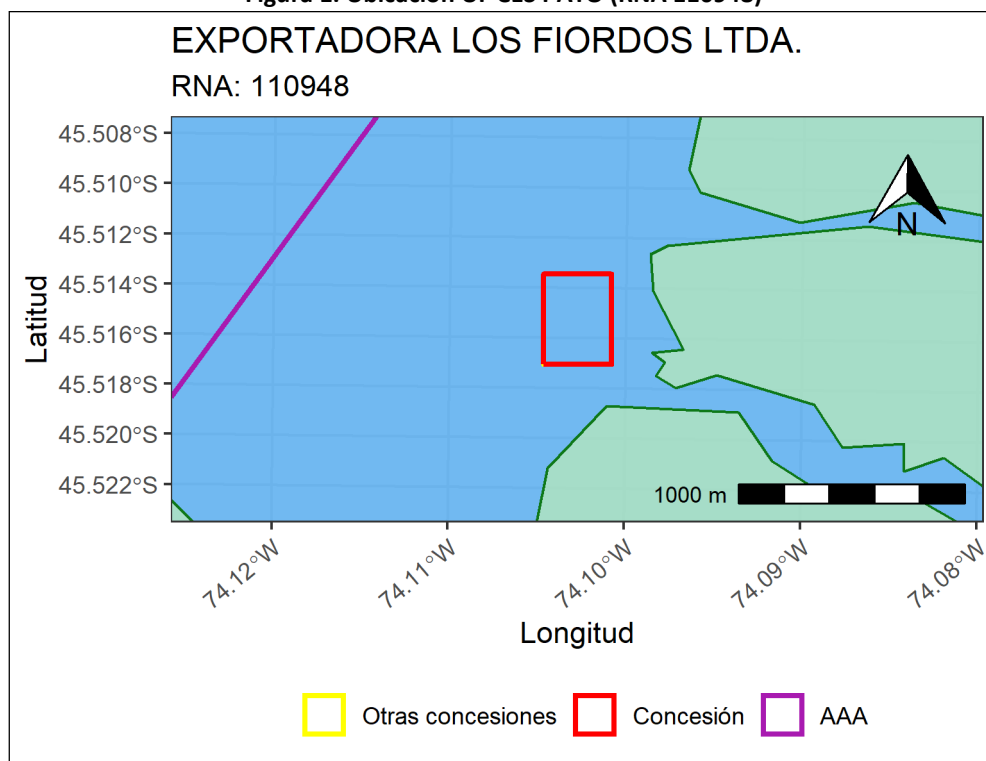 EXPORTADORA LOS FIORDOS LTDA.
RNA: 110948
45.508°S
45.510°S
45.512°S
45.514°S
45.516°S
45.518°S
45.520°S
45.522°S
Latitud
N
1000 m
74.12°W
74.11°W
74.10°W
74.09°W
74.08°W
Longitud
Otras concesiones
Concesión
AAA